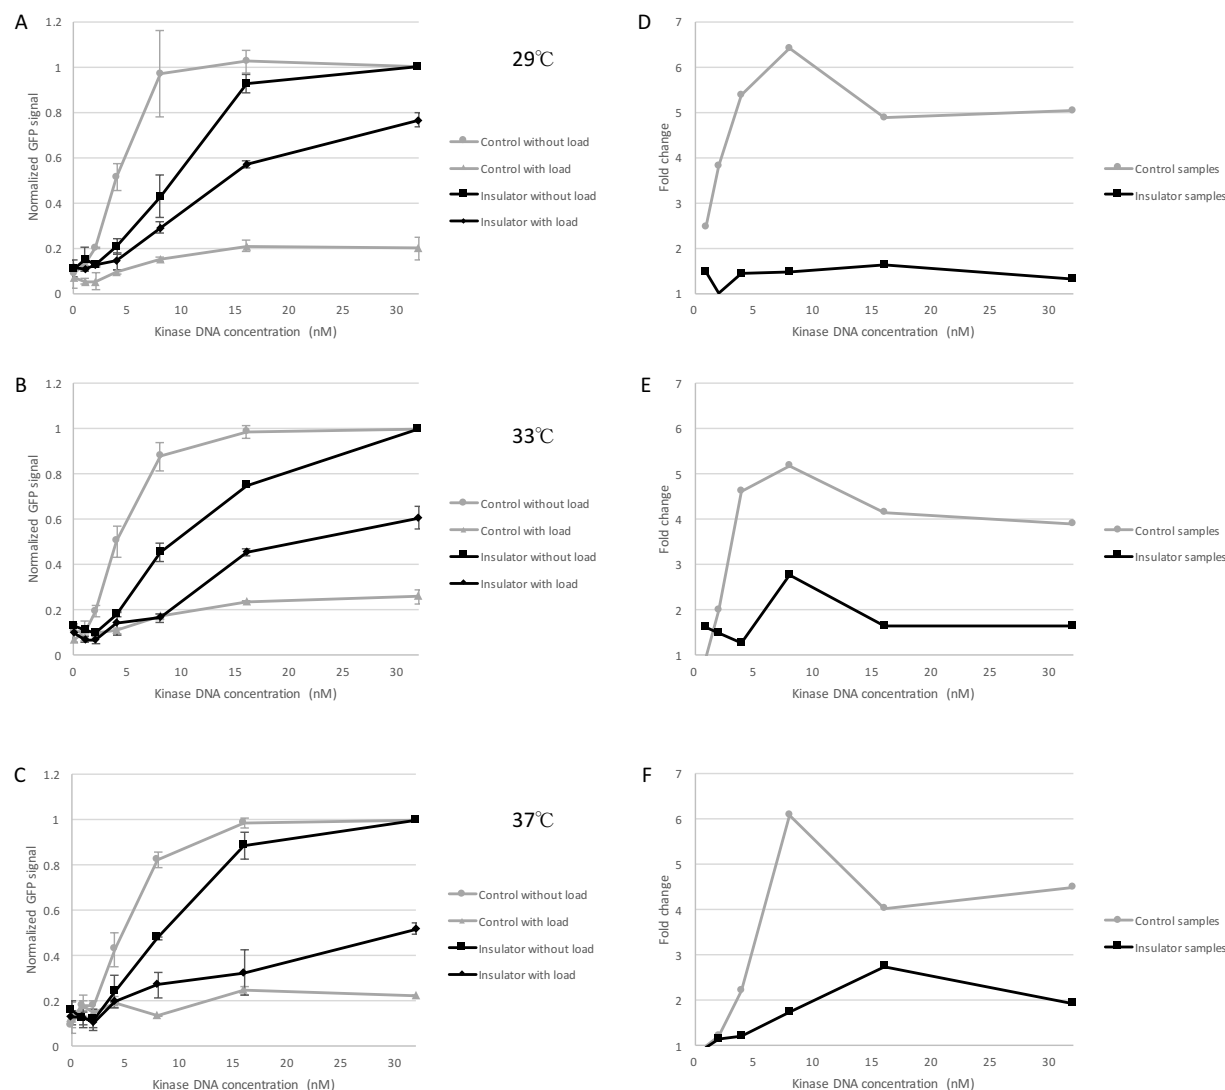 A
29℃
Normalized GFP signal
1.2
1
0.8
0.6
0.4
0.2
0
0 5 10 15 20 25 30
Kinase DNA concentration (nM)
Control without load
Control with load
Insulator without load
Insulator with load
D
Fold change
7
6
5
4
3
2
1
0 5 10 15 20 25 30
Kinase DNA concentration (nM)
Control samples
Insulator samples
B
33℃
Normalized GFP signal
1.2
1
0.8
0.6
0.4
0.2
0
0 5 10 15 20 25 30
Kinase DNA concentration (nM)
Control without load
Control with load
Insulator without load
Insulator with load
E
Fold change
7
6
5
4
3
2
1
0 5 10 15 20 25 30
Kinase DNA concentration (nM)
Control samples
Insulator samples
C
37℃
Normalized GFP signal
1.2
1
0.8
0.6
0.4
0.2
0
0 5 10 15 20 25 30
Kinase DNA concentration (nM)
Control without load
Control with load
Insulator without load
Insulator with load
F
Fold change
7
6
5
4
3
2
1
0 5 10 15 20 25 30
Kinase DNA concentration (nM)
Control samples
Insulator samples